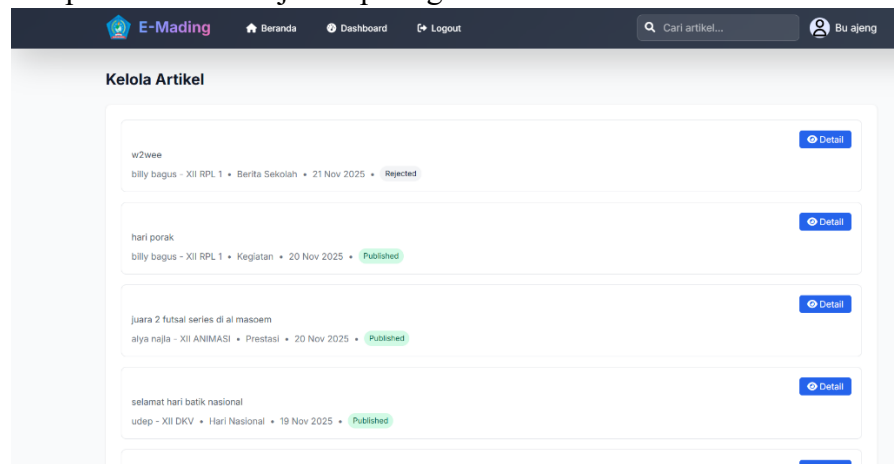 E-Mading Beranda Dashboard Logout Cari artikel... Bu ajeng
Kelola Artikel
Detail
w2wee
billy bagus - XII RPL 1 • Berita Sekolah • 21 Nov 2025 • Rejected
Detail
hari porak
billy bagus - XII RPL 1 • Kegiatan • 20 Nov 2025 • Published
Detail
juara 2 futsal series di al masoem
alya najla - XII ANIMASI • Prestasi • 20 Nov 2025 • Published
Detail
selamat hari batik nasional
udep - XII DKV • Hari Nasional • 19 Nov 2025 • Published